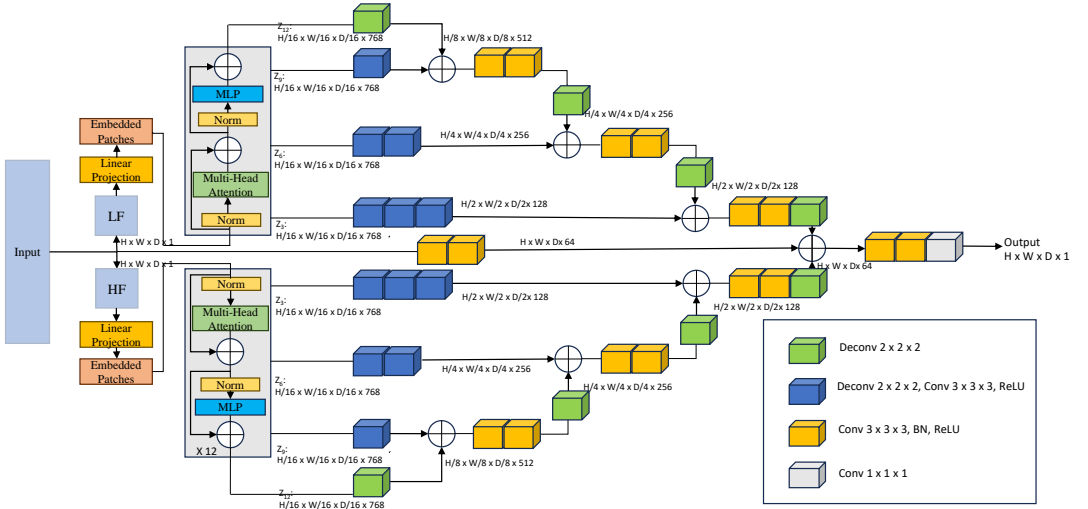 Z12:
H/16 x W/16 x D/16 x 768
H/8 x W/8 x D/8 x 512
Z9:
H/16 x W/16 x D/16 x 768
MLP
Norm
H/4 x W/4 x D/4 x 256
Embedded
Patches
H/4 x W/4 x D/4 x 256
Z6:
H/16 x W/16 x D/16 x 768
Linear
Projection
Multi-Head
Attention
H/2 x W/2 x D/2x 128
LF
Norm
H/2 x W/2 x D/2x 128
Z3:
H/16 x W/16 x D/16 x 768
H x W x D x 1
Input
H x W x Dx 64
Output
H x W x D x 1
H x W x D x 1
H x W x Dx 64
HF
Norm
Z3:
H/16 x W/16 x D/16 x 768
H/2 x W/2 x D/2x 128
H/2 x W/2 x D/2x 128
Multi-Head
Attention
Linear
Projection
Embedded
Patches
Z6:
H/16 x W/16 x D/16 x 768
H/4 x W/4 x D/4 x 256
H/4 x W/4 x D/4 x 256
Norm
MLP
X 12
Z9:
H/16 x W/16 x D/16 x 768
H/8 x W/8 x D/8 x 512
Z12:
H/16 x W/16 x D/16 x 768
Deconv 2 x 2 x 2
Deconv 2 x 2 x 2, Conv 3 x 3 x 3, ReLU
Conv 3 x 3 x 3, BN, ReLU
Conv 1 x 1 x 1